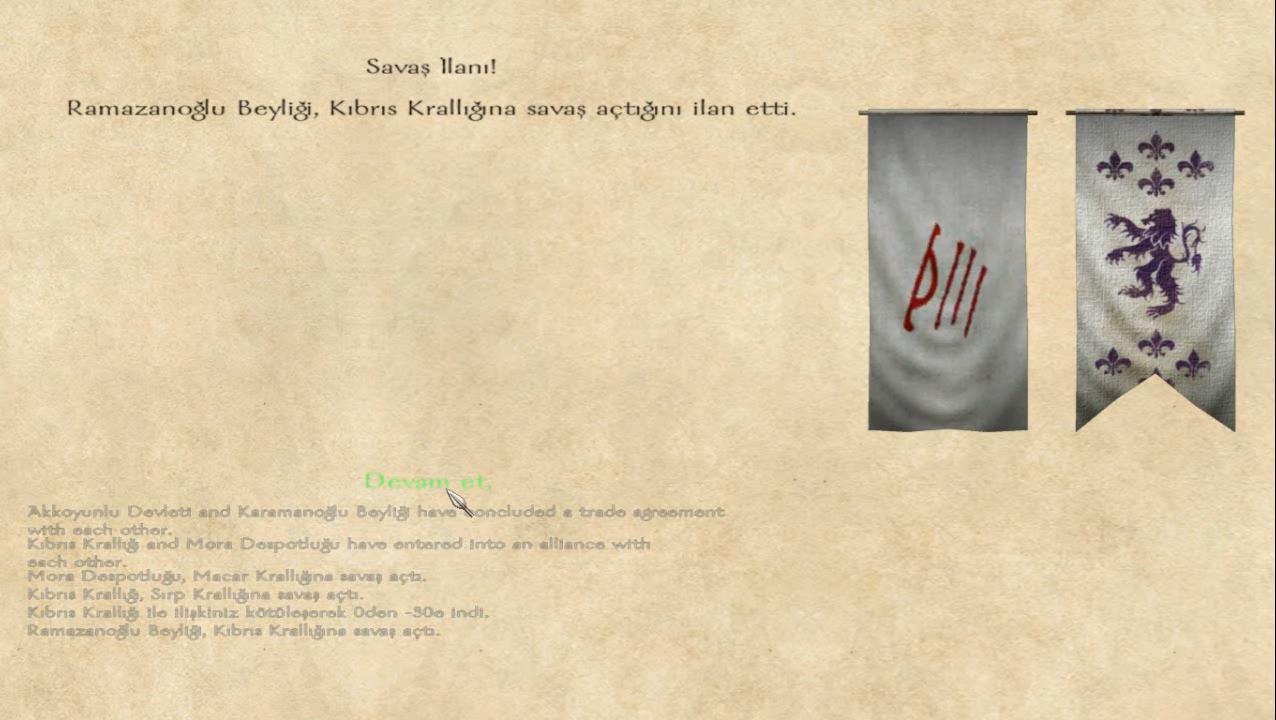 Savaş İlanı!
Ramazanoğlu Beyliği, Kıbrıs Krallığına savaş açtığını ilan etti.
Devam et,
Akkoyunlu Devleti and Karamanoğlu Beyliği have concluded a trade agreement
with each other.
Kıbrıs Krallığı and Mora Despotluğu have entered into an alliance with
each other.
Mora Despotluğu, Macar Krallığına savaş açtı.
Kıbrıs Krallığı, Sırp Krallığına savaş açtı.
Kıbrıs Krallığı ile ilişkiniz kötüleşerek 0den -30e indi.
Ramazanoğlu Beyliği, Kıbrıs Krallığına savaş açtı.